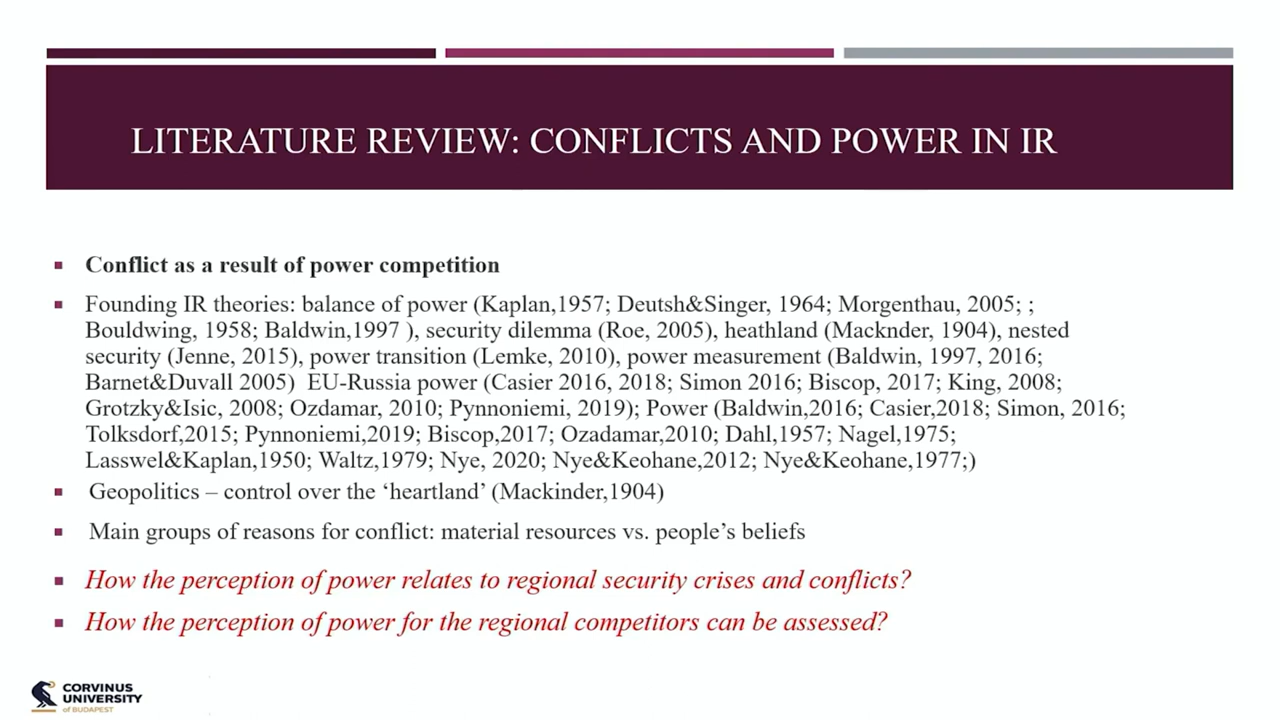 LITERATURE REVIEW: CONFLICTS AND POWER IN IR
Conflict as a result of power competition
Founding IR theories: balance of power (Kaplan,1957; Deutsh&Singer, 1964; Morgenthau, 2005; ;
Bouldwing, 1958; Baldwin,1997 ), security dilemma (Roe, 2005), heathland (Macknder, 1904), nested
security (Jenne, 2015), power transition (Lemke, 2010), power measurement (Baldwin, 1997, 2016;
Barnet&Duvall 2005) EU-Russia power (Casier 2016, 2018; Simon 2016; Biscop, 2017; King, 2008;
Grotzky&Isic, 2008; Ozdamar, 2010; Pynnoniemi, 2019); Power (Baldwin,2016; Casier,2018; Simon, 2016;
Tolksdorf,2015; Pynnoniemi,2019; Biscop,2017; Ozadamar,2010; Dahl,1957; Nagel,1975;
Lasswel&Kaplan,1950; Waltz,1979; Nye, 2020; Nye&Keohane,2012; Nye&Keohane,1977;)
Geopolitics – control over the ‘heartland’ (Mackinder,1904)
Main groups of reasons for conflict: material resources vs. people’s beliefs
How the perception of power relates to regional security crises and conflicts?
How the perception of power for the regional competitors can be assessed?
CORVINUS
UNIVERSITY
of BUDAPEST